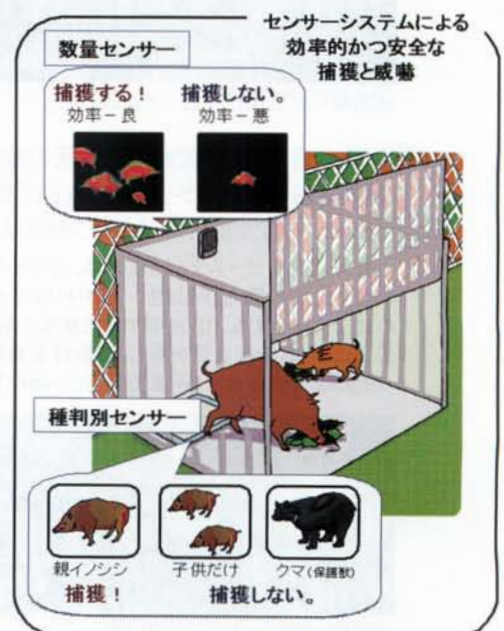 センサーシステムによる
効率的かつ安全な
捕獲と威嚇
数量センサー
捕獲する! 捕獲しない。
効率－良 効率－悪
種判別センサー
親イノシシ 子供だけ クマ(保護獣)
捕獲! 捕獲しない。